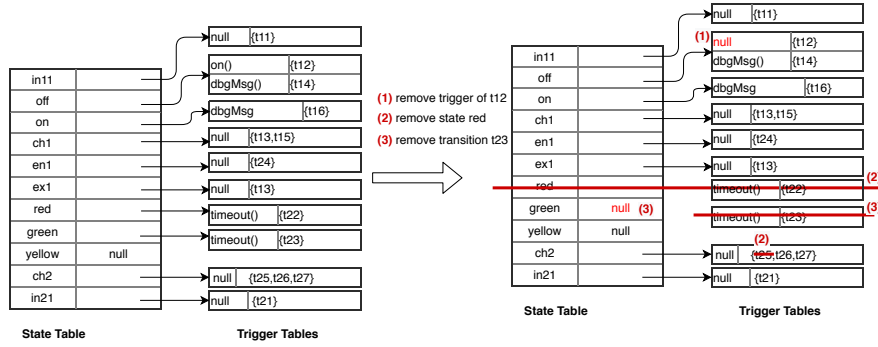 null {t11}
on() {t12}
in11
dbgMsg() {t14}
off
dbgMsg {t16}
on
null {t13,t15}
ch1
null {t24}
en1
null {t13}
ex1
timeout() {t22}
red
timeout() {t23}
green
yellow null
null {t25,t26,t27}
ch2
null {t21}
in21
State Table
Trigger Tables
(1) remove trigger of t12
(2) remove state red
(3) remove transition t23
null {t11}
(1)
null {t12}
in11
dbgMsg() {t14}
off
dbgMsg {t16}
on
null {t13,t15}
ch1
null {t24}
en1
null {t13}
ex1
(2)
red
timeout() {t22}
green null (3)
(3)
timeout() {t23}
yellow null
(2)
null {t25,t26,t27}
ch2
null {t21}
in21
State Table
Trigger Tables